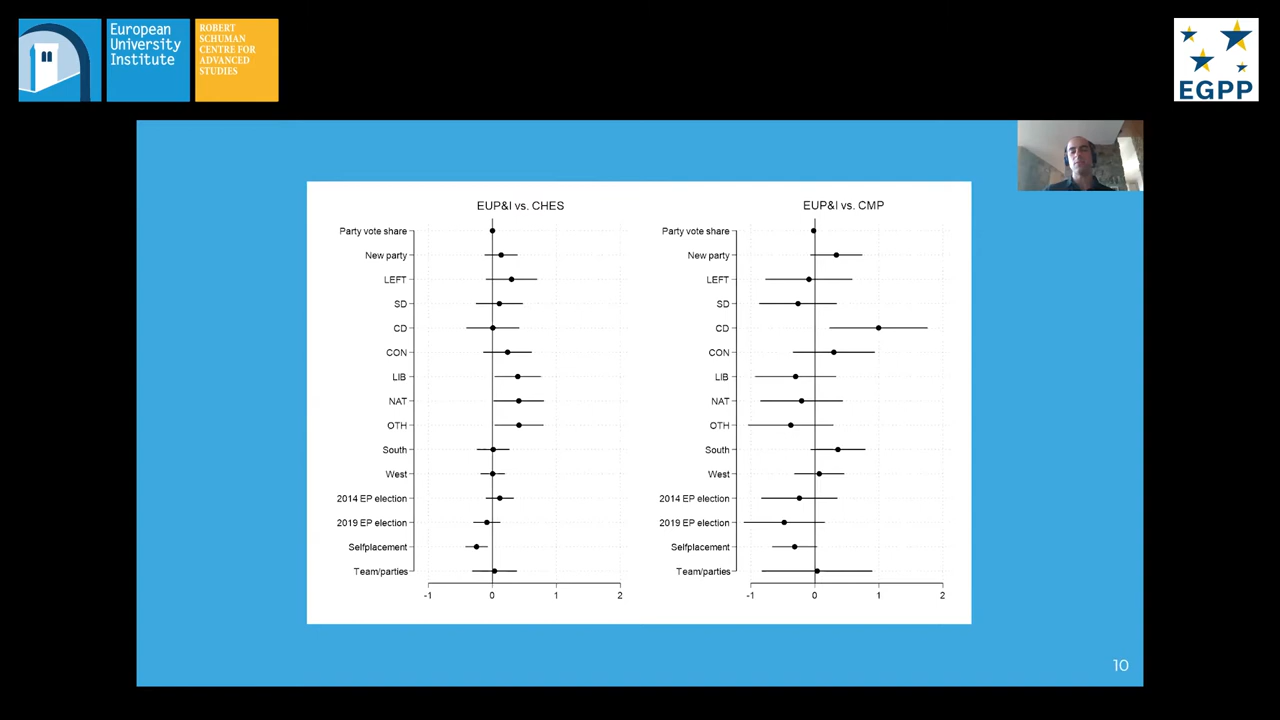 European
University
Institute
ROBERT
SCHUMAN
CENTRE FOR
ADVANCED
STUDIES
EGPP
EUP&I vs. CHES
Party vote share
New party
LEFT
SD
CD
CON
LIB
NAT
OTH
South
West
2014 EP election
2019 EP election
Selfplacement
Team/parties
-1 0 1 2
EUP&I vs. CMP
Party vote share
New party
LEFT
SD
CD
CON
LIB
NAT
OTH
South
West
2014 EP election
2019 EP election
Selfplacement
Team/parties
-1 0 1 2
10